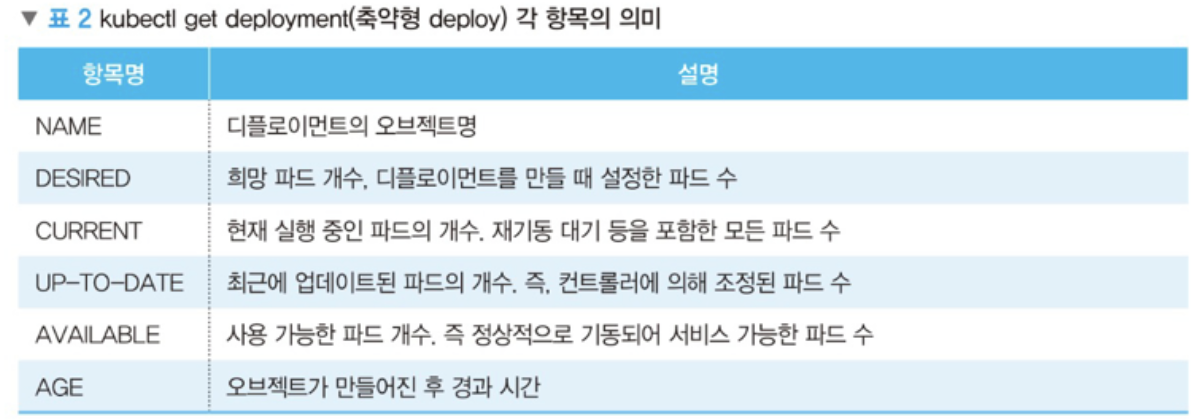 ▼ 표 2 kubectl get deployment(축약형 deploy) 각 항목의 의미
항목명 설명
NAME 디플로이먼트의 오브젝트명
DESIRED 희망 파드 개수, 디플로이먼트를 만들 때 설정한 파드 수
CURRENT 현재 실행 중인 파드의 개수. 재기동 대기 등을 포함한 모든 파드 수
UP-TO-DATE 최근에 업데이트된 파드의 개수. 즉, 컨트롤러에 의해 조정된 파드 수
AVAILABLE 사용 가능한 파드 개수. 즉 정상적으로 기동되어 서비스 가능한 파드 수
AGE 오브젝트가 만들어진 후 경과 시간